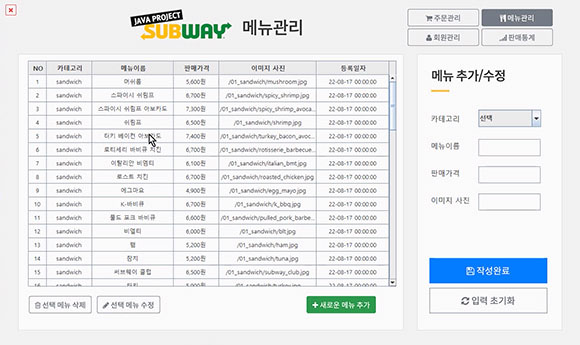 JAVA PROJECT
SUBWAY 메뉴관리
주문관리 메뉴관리
회원관리 판매통계
NO 카테고리 메뉴이름 판매가격 이미지 사진 등록일자
1 sandwich 머쉬룸 5,600원 /01_sandwich/mushroom.jpg 22-08-17 00:00:00
2 sandwich 스파이시 쉬림프 6,700원 /01_sandwich/spicy_shrimp.jpg 22-08-17 00:00:00
3 sandwich 스파이시 쉬림프 아보카도 7,300원 /01_sandwich/spicy_shrimp_avoca... 22-08-17 00:00:00
4 sandwich 쉬림프 6,500원 /01_sandwich/shrimp.jpg 22-08-17 00:00:00
5 sandwich 터키 베이컨 아보카도 7,400원 /01_sandwich/turkey_bacon_avoc... 22-08-17 00:00:00
6 sandwich 로티세리 바비큐 치킨 6,700원 /01_sandwich/rotisserie_barbecue... 22-08-17 00:00:00
7 sandwich 이탈리안 비엠티 6,100원 /01_sandwich/italian_bmt.jpg 22-08-17 00:00:00
8 sandwich 로스트 치킨 6,700원 /01_sandwich/roasted_chicken.jpg 22-08-17 00:00:00
9 sandwich 에그마요 4,900원 /01_sandwich/egg_mayo.jpg 22-08-17 00:00:00
10 sandwich K-바비큐 6,700원 /01_sandwich/k_bbq.jpg 22-08-17 00:00:00
11 sandwich 풀드 포크 바비큐 6,600원 /01_sandwich/pulled_pork_barbe... 22-08-17 00:00:00
12 sandwich 비엘티 6,000원 /01_sandwich/blt.jpg 22-08-17 00:00:00
13 sandwich 햄 5,200원 /01_sandwich/ham.jpg 22-08-17 00:00:00
14 sandwich 참치 5,200원 /01_sandwich/tuna.jpg 22-08-17 00:00:00
15 sandwich 써브웨이 클럽 6,500원 /01_sandwich/subway_club.jpg 22-08-17 00:00:00
선택 메뉴 삭제 선택 메뉴 수정 +새로운 메뉴 추가
메뉴 추가/수정
카테고리 선택
메뉴이름
판매가격
이미지 사진
작성완료
입력 초기화